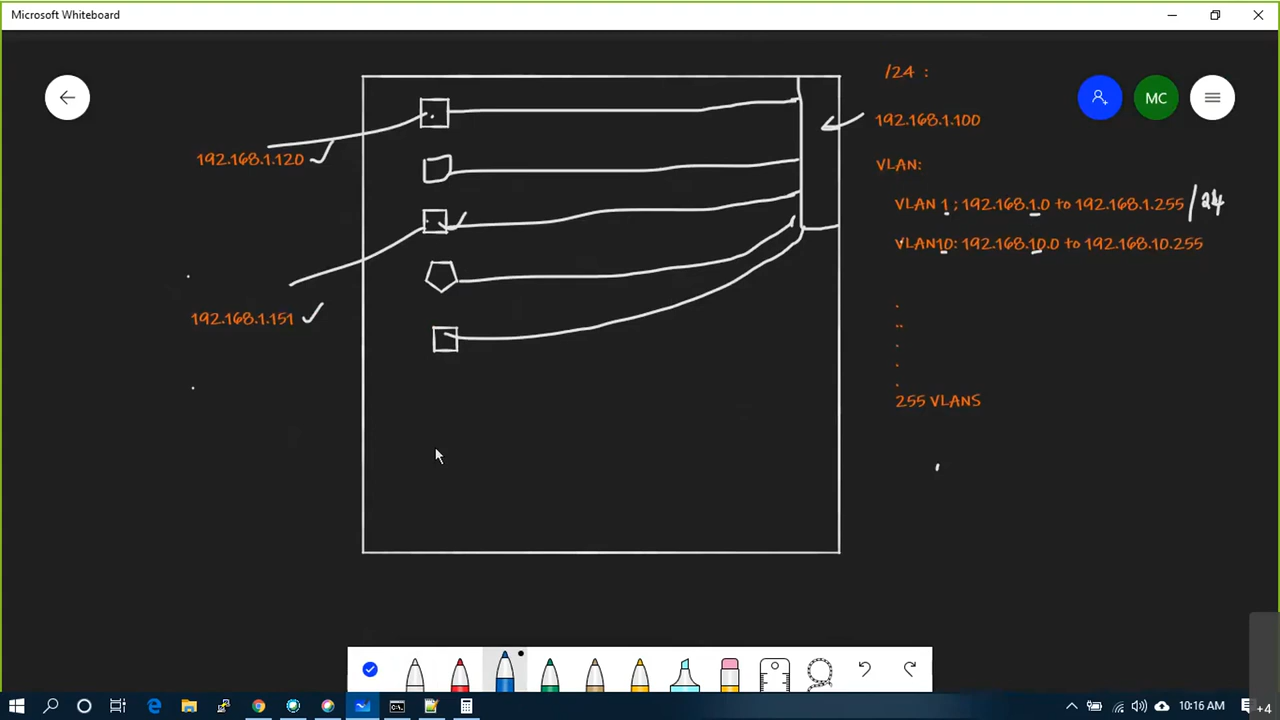 Microsoft Whiteboard
/24 :
MC
192.168.1.100
192.168.1.120
VLAN:
VLAN 1 ; 192.168.1.0 to 192.168.1.255 /24
VLAN10: 192.168.10.0 to 192.168.10.255
192.168.1.151
.
..
.
.
.
255 VLANS
10:16 AM
+4